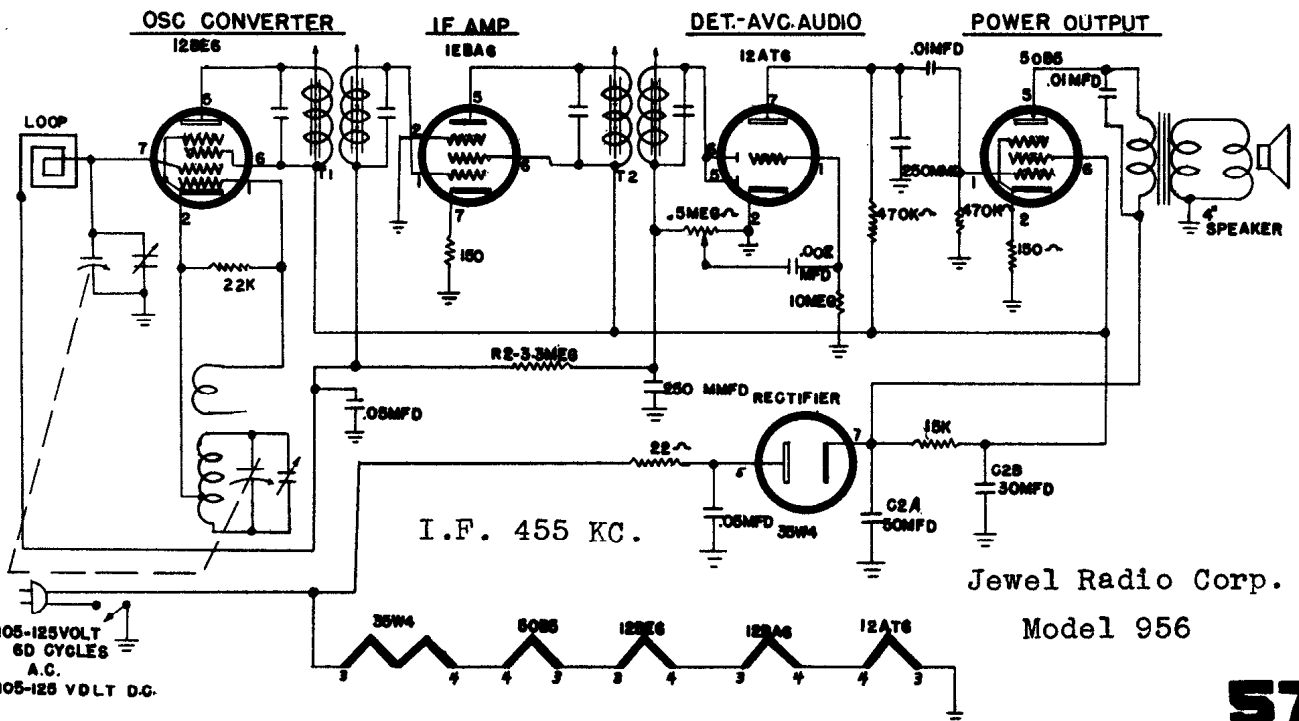 OSC CONVERTER
12BE6
IF AMP
1EBA6
DET.-AVC.AUDIO
12AT6
POWER OUTPUT
50B5
.01MFD
.01MFD
LOOP
5
7
6
1
2
T1
5
2
1
6
7
T2
7
6
5
1
2
5
1
6
2
22K
150
.5MEG~
.002
MFD
10MEG
250MMF
470K~
470K~
150~
4"
SPEAKER
R2-3.3MEG
.05MFD
250 MMFD
RECTIFIER
7
15K
22~
5
.05MFD
35W4
C2A
50MFD
C2B
30MFD
I.F. 455 KC.
Jewel Radio Corp.
Model 956
105-125VOLT
60 CYCLES
A.C.
105-125 VOLT D.C.
35W4
50B5
12BE6
12BA6
12AT6
3 4 4 3 3 4 3 4 4 3
57